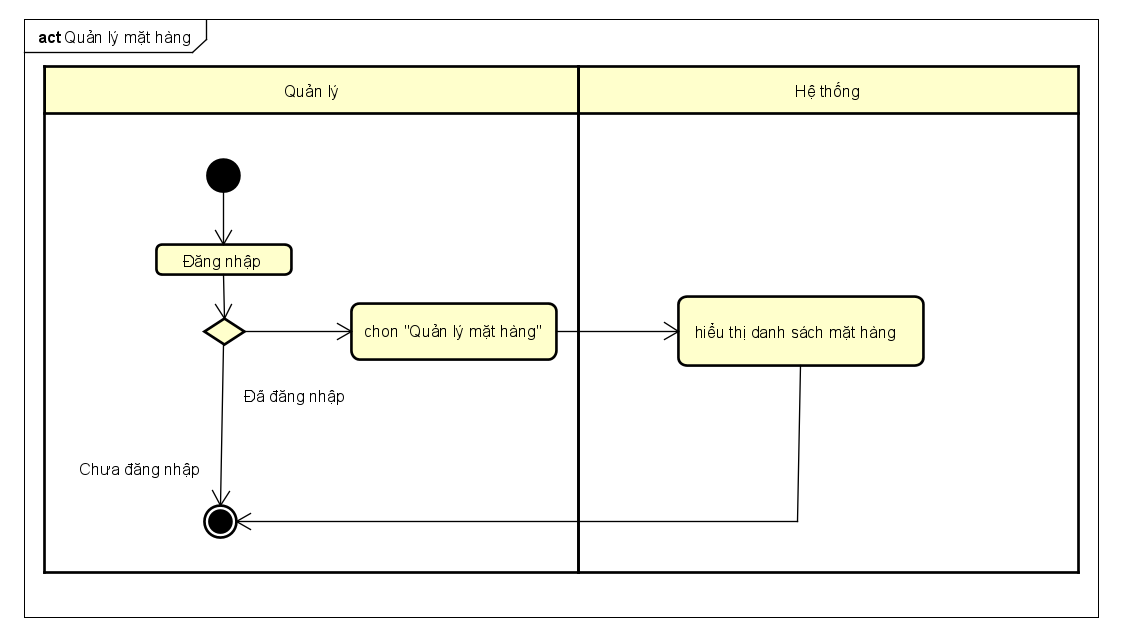 act Quản lý mặt hàng
Quản lý
Hệ thống
Đăng nhập
chon "Quản lý mặt hàng"
hiểu thị danh sách mặt hàng
Đã đăng nhập
Chưa đăng nhập